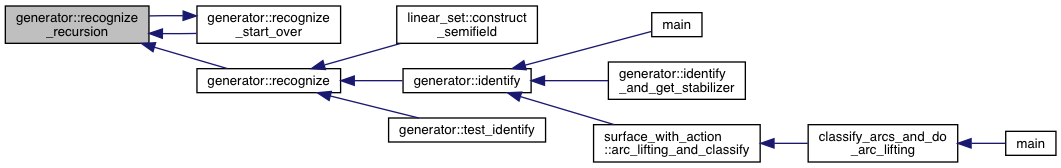 generator::recognize
_recursion
generator::recognize
_start_over
linear_set::construct
_semifield
main
generator::recognize
generator::identify
generator::identify
_and_get_stabilizer
generator::test_identify
surface_with_action
::arc_lifting_and_classify
classify_arcs_and_do
_arc_lifting
main